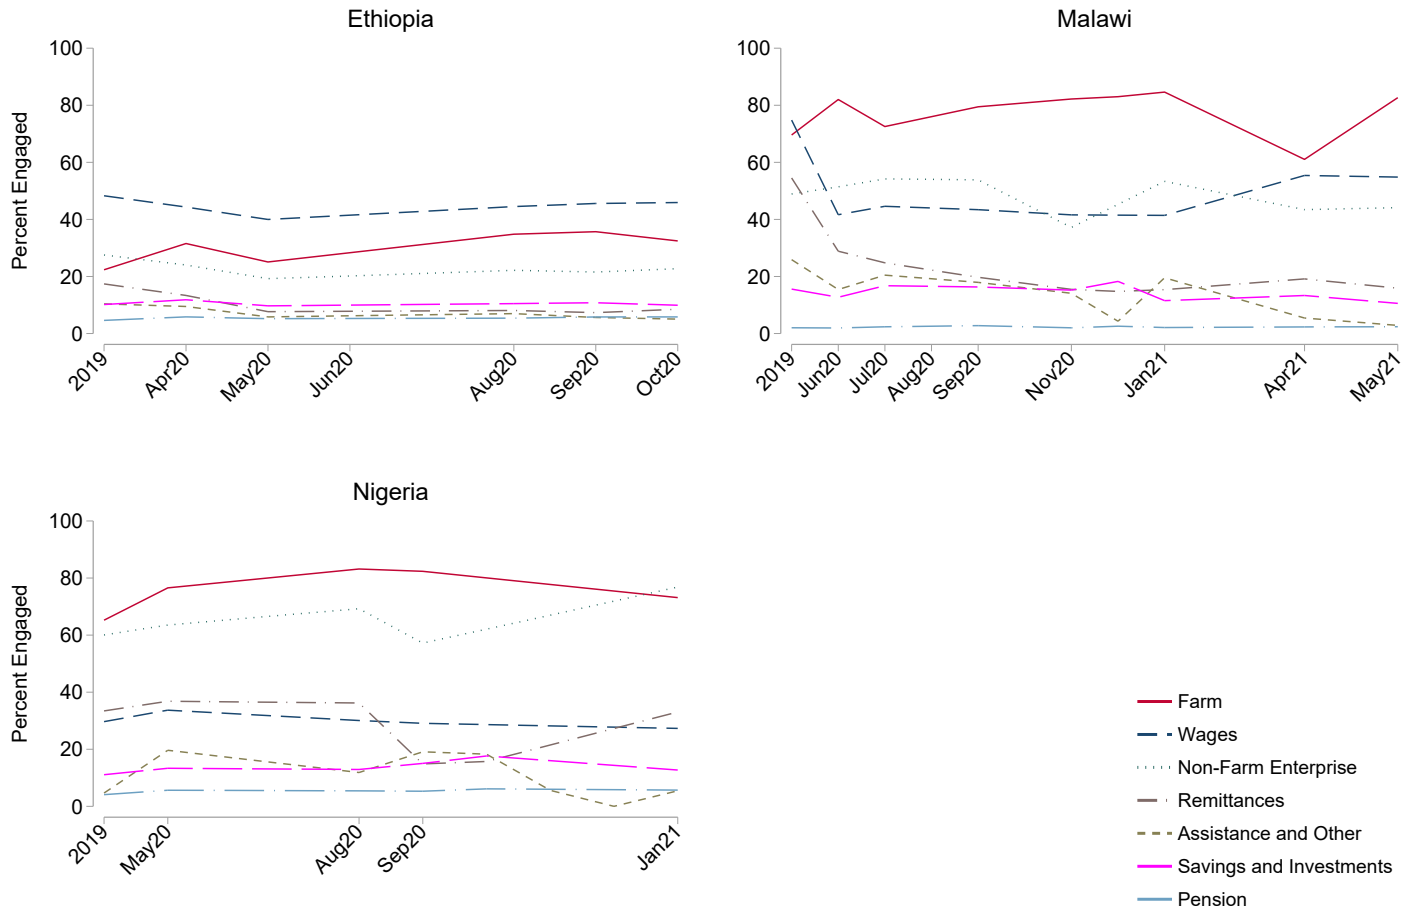 Ethiopia
Percent Engaged
100
80
60
40
20
0
2019
Apr20
May20
Jun20
Aug20
Sep20
Oct20
Malawi
100
80
60
40
20
0
2019
Jun20
Jul20
Aug20
Sep20
Nov20
Jan21
Apr21
May21
Nigeria
Percent Engaged
100
80
60
40
20
0
2019
May20
Aug20
Sep20
Jan21
Farm
Wages
Non-Farm Enterprise
Remittances
Assistance and Other
Savings and Investments
Pension